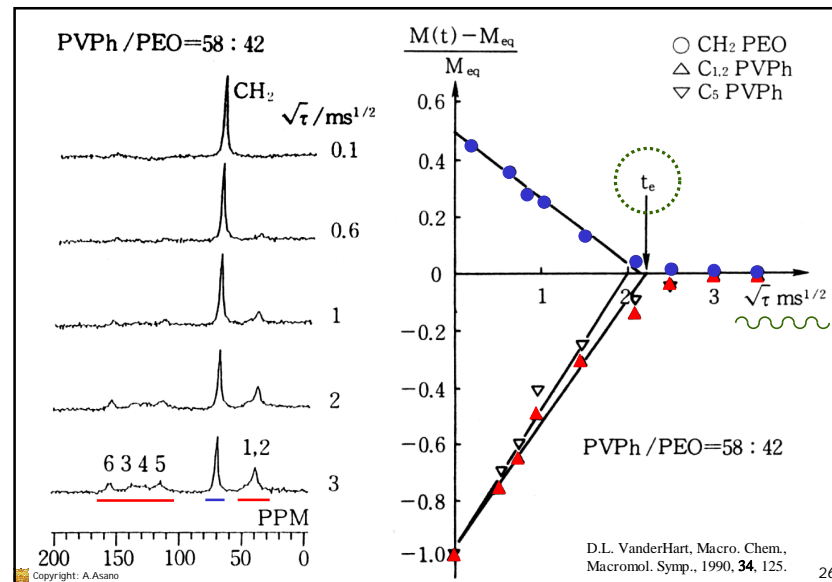 PVPh/PEO=58:42
CH₂
√τ/ms¹/²
0.1
0.6
1
2
3
6 3 4 5
1,2
PPM
200 150 100 50 0
M(t)−Meq
Meq
○ CH₂ PEO
△ C₁,₂ PVPh
▽ C₅ PVPh
0.6
0.4
0.2
0
−0.2
−0.4
−0.6
−0.8
−1.0
tₑ
1 2 3 √τ ms¹/²
PVPh/PEO=58:42
D.L. VanderHart, Macro. Chem.,
Macromol. Symp., 1990, 34, 125.
Copyright: A.Asano
26